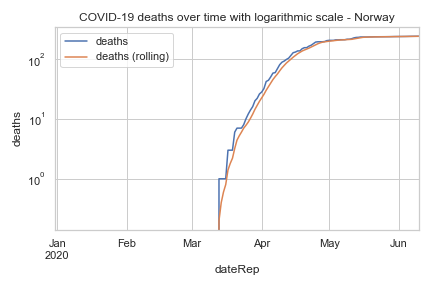 COVID-19 deaths over time with logarithmic scale - Norway
deaths
deaths (rolling)
10²
10¹
10⁰
deaths
Jan Feb Mar Apr May Jun
2020
dateRep